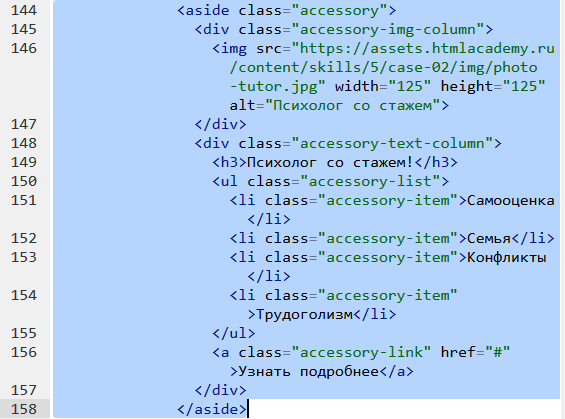 144 <aside class="accessory">
145 <div class="accessory-img-column">
146 <img src="https://assets.htmlacademy.ru
/content/skills/5/case-02/img/photo
-tutor.jpg" width="125" height="125"
alt="Психолог со стажем">
147 </div>
148 <div class="accessory-text-column">
149 <h3>Психолог со стажем!</h3>
150 <ul class="accessory-list">
151 <li class="accessory-item">Самооценка
</li>
152 <li class="accessory-item">Семья</li>
153 <li class="accessory-item">Конфликты
</li>
154 <li class="accessory-item"
>Трудоголизм</li>
155 </ul>
156 <a class="accessory-link" href="#"
>Узнать подробнее</a>
157 </div>
158 </aside>